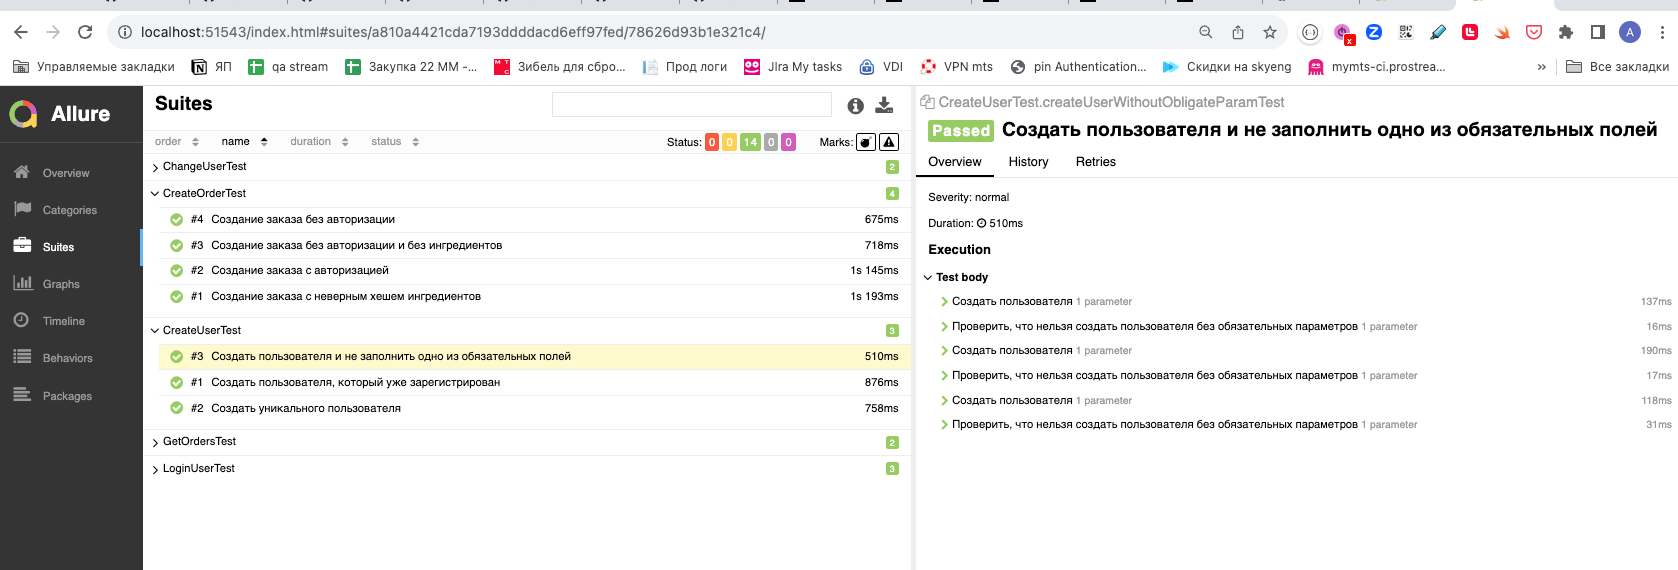 localhost:51543/index.html#suites/a810a4421cda7193ddddacd6eff97fed/78626d93b1e321c4/
A
Управляемые закладки ЯП qa stream Закупка 22 ММ -... Зибель для сбро... Прод логи JIra My tasks VDI VPN mts pin Authentication... Скидки на skyeng mymts-ci.prostrea... » Все закладки
Allure
Overview
Categories
Suites
Graphs
Timeline
Behaviors
Packages
Suites
order name duration status Status: 0 0 14 0 0 Marks:
ChangeUserTest 2
CreateOrderTest 4
#4 Создание заказа без авторизации 675ms
#3 Создание заказа без авторизации и без ингредиентов 718ms
#2 Создание заказа с авторизацией 1s 145ms
#1 Создание заказа с неверным хешем ингредиентов 1s 193ms
CreateUserTest 3
#3 Создать пользователя и не заполнить одно из обязательных полей 510ms
#1 Создать пользователя, который уже зарегистрирован 876ms
#2 Создать уникального пользователя 758ms
GetOrdersTest 2
LoginUserTest 3
CreateUserTest.createUserWithoutObligateParamTest
Passed Создать пользователя и не заполнить одно из обязательных полей
Overview History Retries
Severity: normal
Duration: 510ms
Execution
Test body
Создать пользователя 1 parameter 137ms
Проверить, что нельзя создать пользователя без обязательных параметров 1 parameter 16ms
Создать пользователя 1 parameter 190ms
Проверить, что нельзя создать пользователя без обязательных параметров 1 parameter 17ms
Создать пользователя 1 parameter 118ms
Проверить, что нельзя создать пользователя без обязательных параметров 1 parameter 31ms